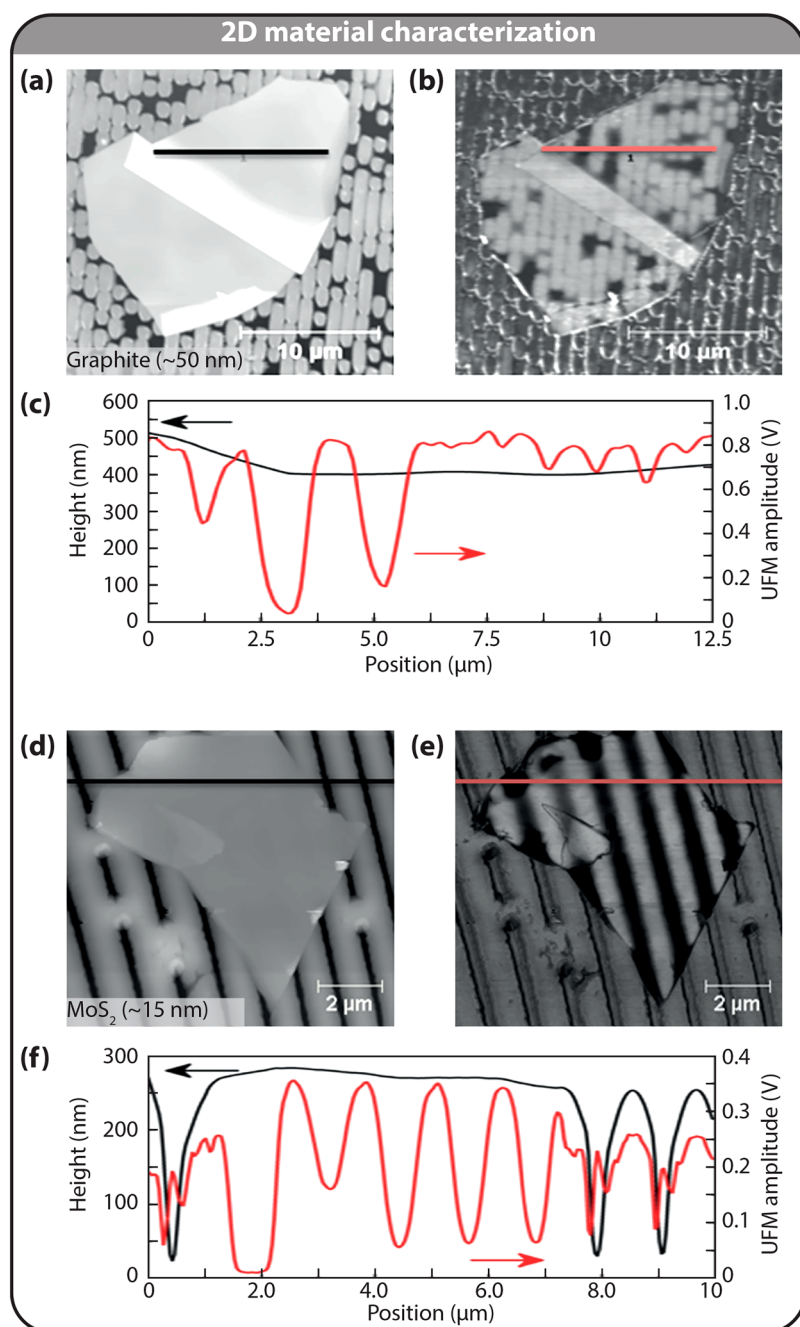 2D material characterization
(a)
(b)
1
1
10 µm
10 µm
Graphite (~50 nm)
(c)
600
500
400
300
200
100
0
Height (nm)
1.0
0.8
0.6
0.4
0.2
0
UFM amplitude (V)
0 2.5 5.0 7.5 10 12.5
Position (µm)
(d)
(e)
2 µm
2 µm
MoS₂ (~15 nm)
(f)
300
200
100
0
Height (nm)
0.4
0.3
0.2
0.1
0
UFM amplitude (V)
0 2.0 4.0 6.0 8.0 10
Position (µm)